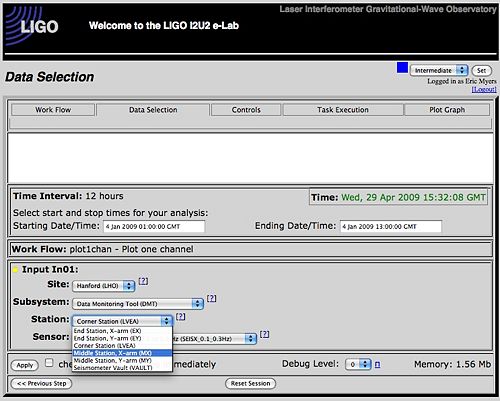 Laser Interferometer Gravitational-Wave Observatory
LIGO
Welcome to the LIGO I2U2 e-Lab
Data Selection
Intermediate Set
Logged in as Eric Myers
[Logout]
Work Flow Data Selection Controls Task Execution Plot Graph
Time Interval: 12 hours
Time: Wed, 29 Apr 2009 15:32:08 GMT
Select start and stop times for your analysis:
Starting Date/Time: 4 Jan 2009 01:00:00 GMT Ending Date/Time: 4 Jan 2009 13:00:00 GMT
Work Flow: plot1chan - Plot one channel
Input In01:
Site: Hanford (LHO) [?]
Subsystem: Data Monitoring Tool (DMT) [?]
Station: Corner Station (LVEA) [?]
End Station, X-arm (EX)
End Station, Y-arm (EY)
Corner Station (LVEA)
Middle Station, X-arm (MX)
Middle Station, Y-arm (MY)
Seismometer Vault (VAULT)
Sensor: (SEISX_0.1_0.3Hz) [?]
Apply Debug Level: 0 n Memory: 1.56 Mb
<< Previous Step Reset Session